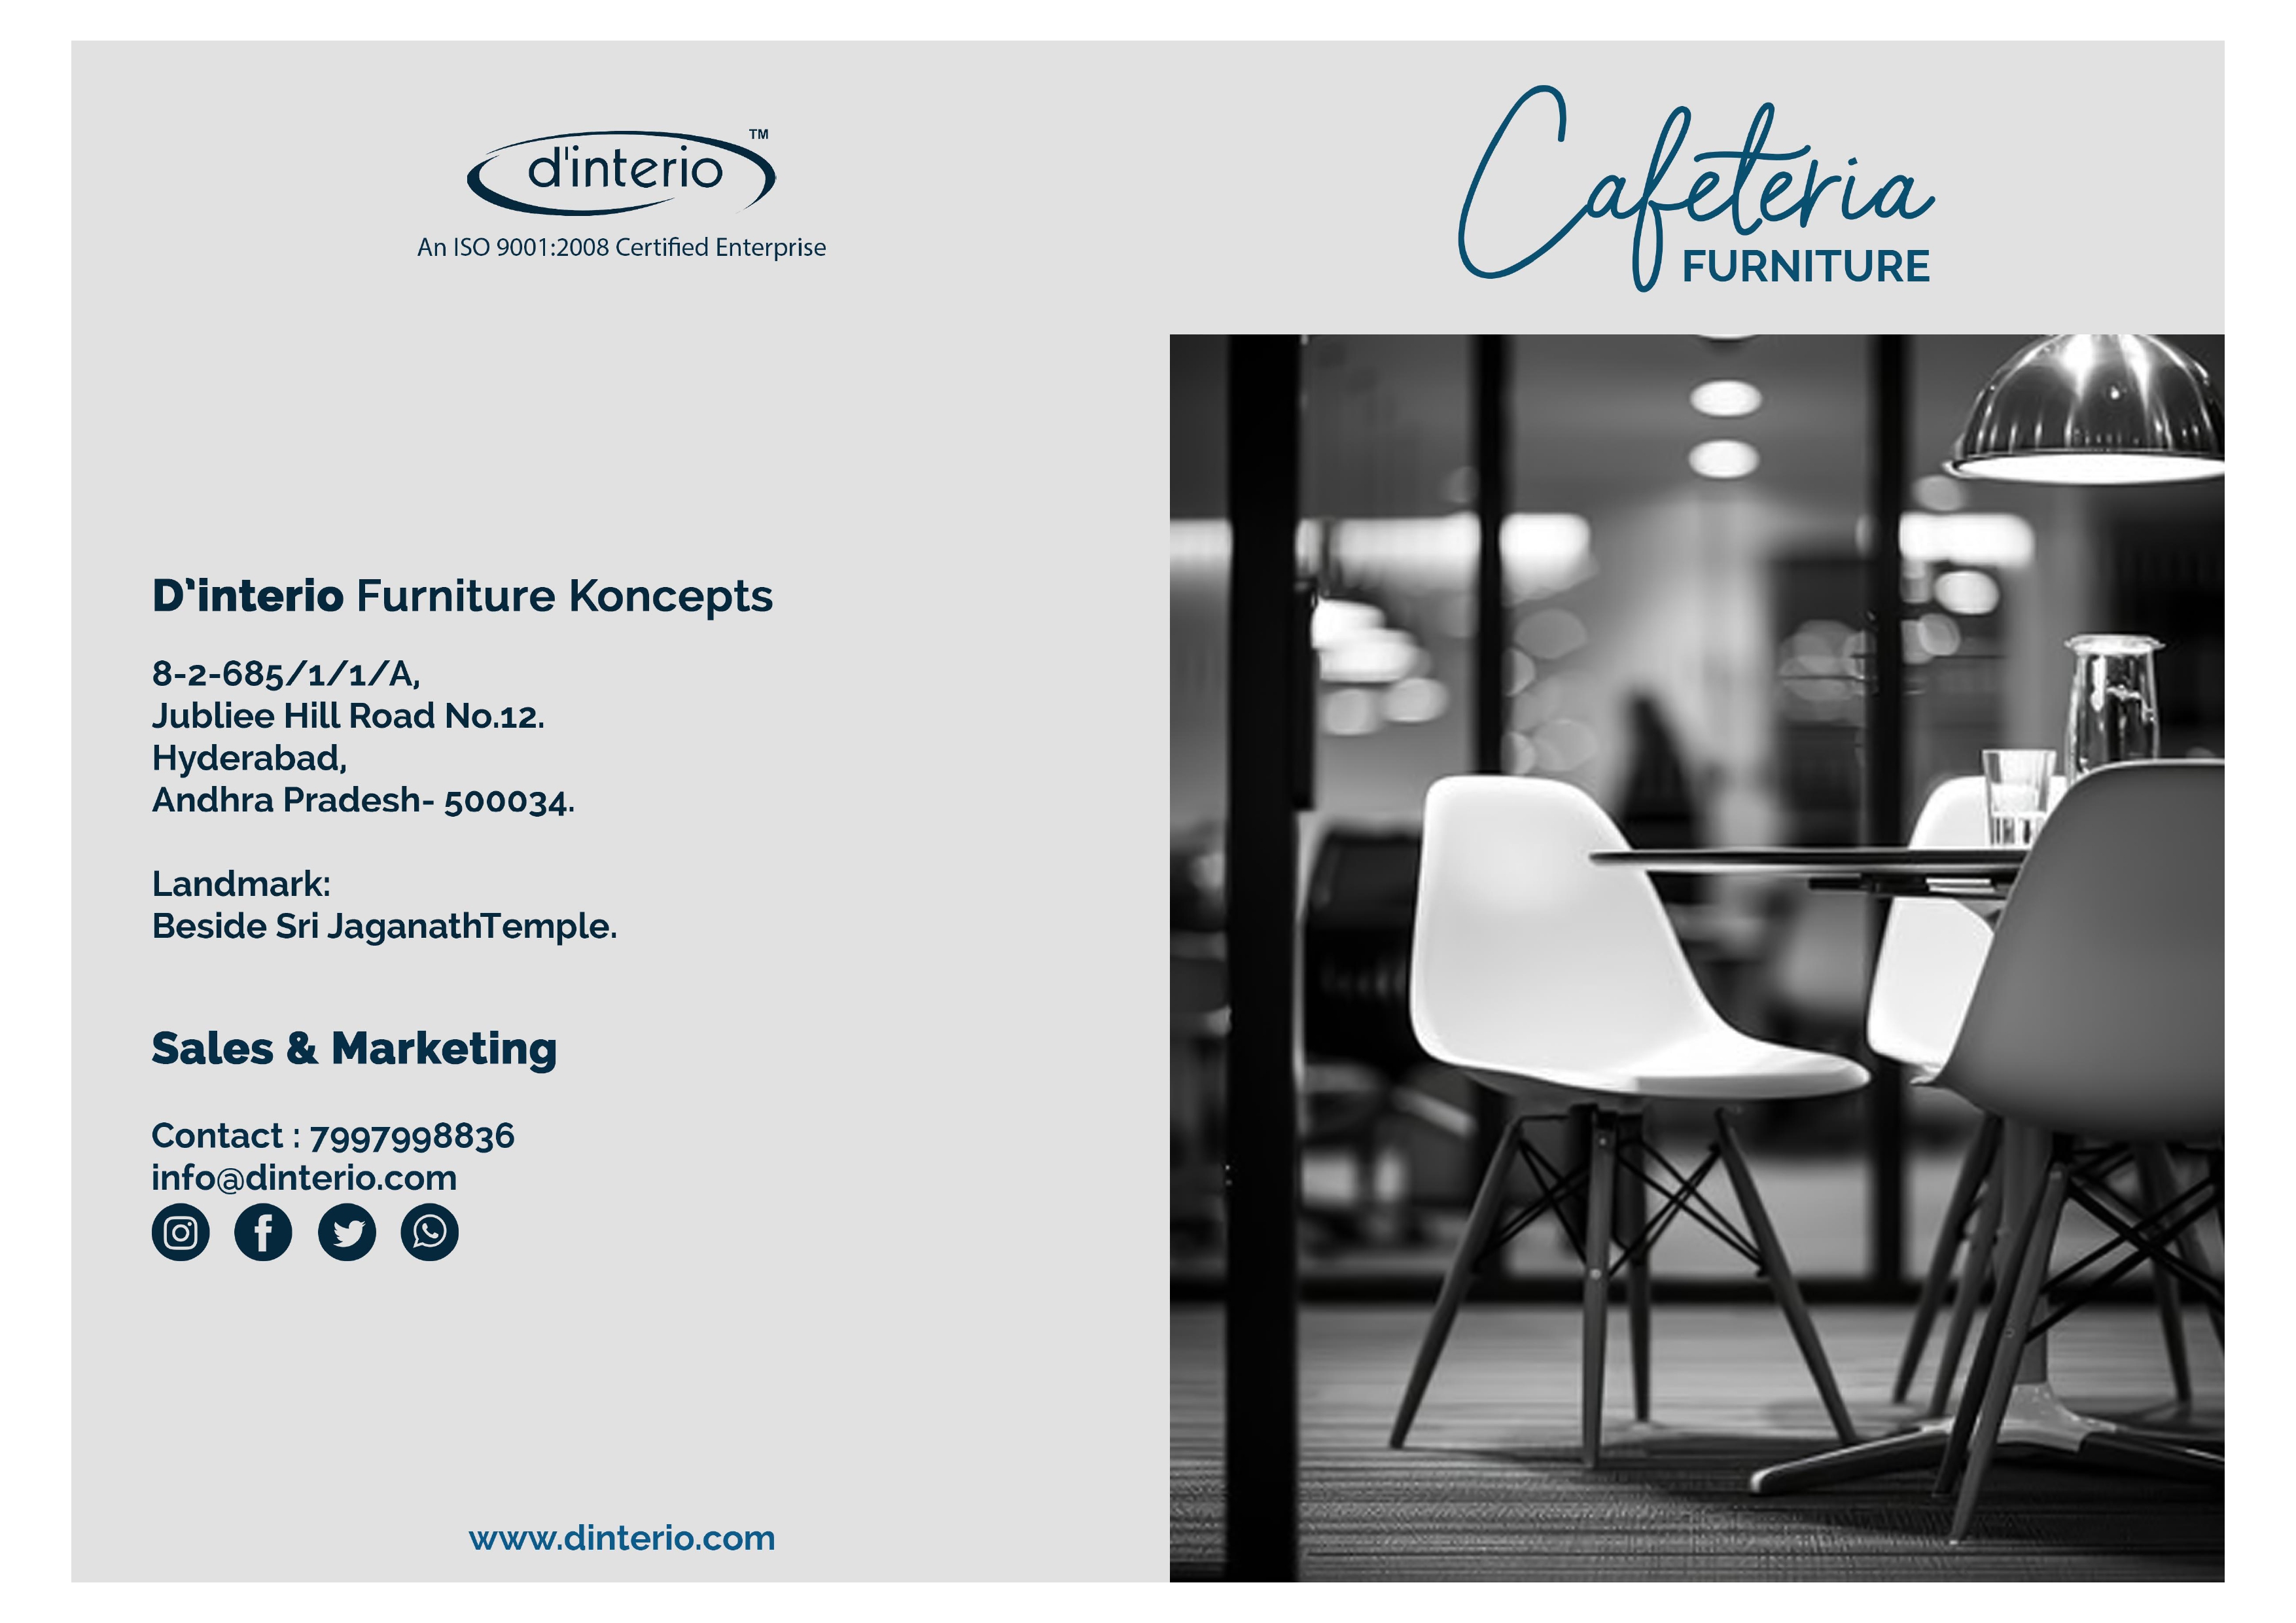 d'interio™
An ISO 9001:2008 Certified Enterprise
D'interio Furniture Koncepts
8-2-685/1/1/A,
Jubliee Hill Road No.12.
Hyderabad,
Andhra Pradesh- 500034.
Landmark:
Beside Sri JaganathTemple.
Sales & Marketing
Contact : 7997998836
info@dinterio.com
www.dinterio.com
Cafeteria
FURNITURE